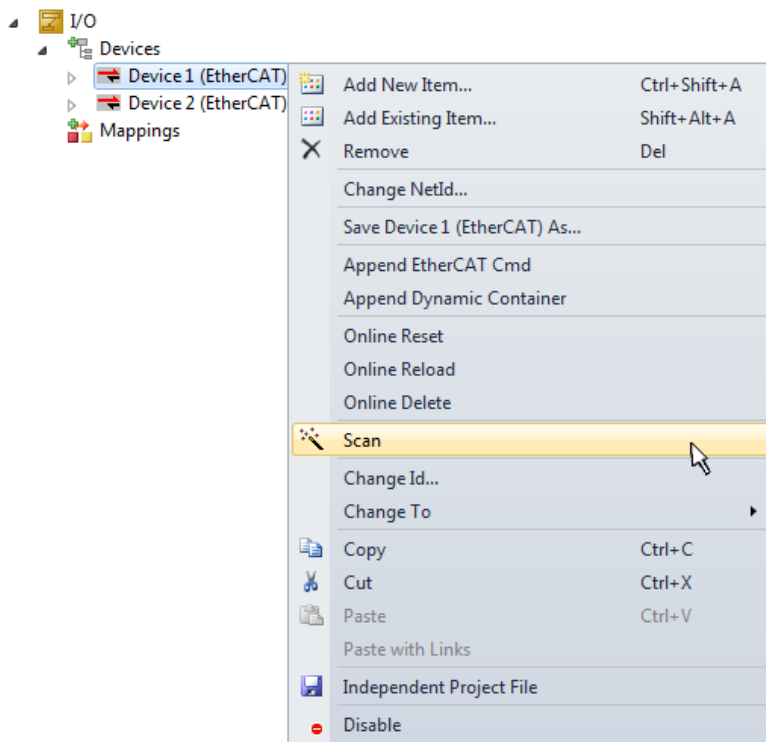 I/O
Devices
Device 1 (EtherCAT)
Device 2 (EtherCAT)
Mappings
Add New Item... Ctrl+Shift+A
Add Existing Item... Shift+Alt+A
Remove Del
Change NetId...
Save Device 1 (EtherCAT) As...
Append EtherCAT Cmd
Append Dynamic Container
Online Reset
Online Reload
Online Delete
Scan
Change Id...
Change To
Copy Ctrl+C
Cut Ctrl+X
Paste Ctrl+V
Paste with Links
Independent Project File
Disable